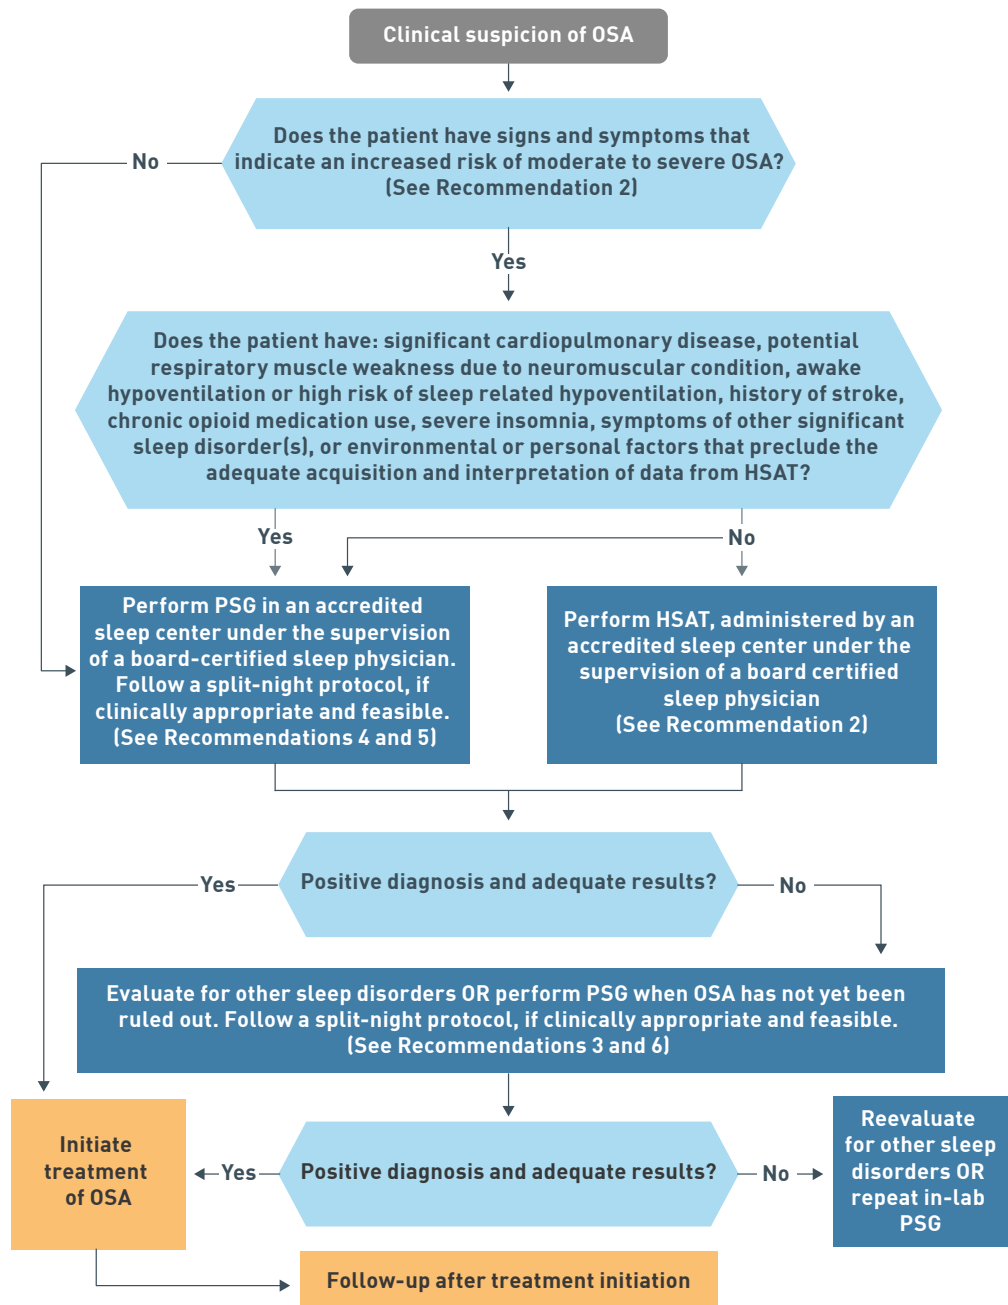 Clinical suspicion of OSA
Does the patient have signs and symptoms that
indicate an increased risk of moderate to severe OSA?
(See Recommendation 2)
No
Yes
Does the patient have: significant cardiopulmonary disease, potential
respiratory muscle weakness due to neuromuscular condition, awake
hypoventilation or high risk of sleep related hypoventilation, history of stroke,
chronic opioid medication use, severe insomnia, symptoms of other significant
sleep disorder(s), or environmental or personal factors that preclude the
adequate acquisition and interpretation of data from HSAT?
Yes
No
Perform PSG in an accredited
sleep center under the supervision
of a board-certified sleep physician.
Follow a split-night protocol, if
clinically appropriate and feasible.
(See Recommendations 4 and 5)
Perform HSAT, administered by an
accredited sleep center under the
supervision of a board certified
sleep physician
(See Recommendation 2)
Yes
Positive diagnosis and adequate results?
No
Evaluate for other sleep disorders OR perform PSG when OSA has not yet been
ruled out. Follow a split-night protocol, if clinically appropriate and feasible.
(See Recommendations 3 and 6)
Initiate
treatment
of OSA
Yes
Positive diagnosis and adequate results?
No
Reevaluate
for other sleep
disorders OR
repeat in-lab
PSG
Follow-up after treatment initiation